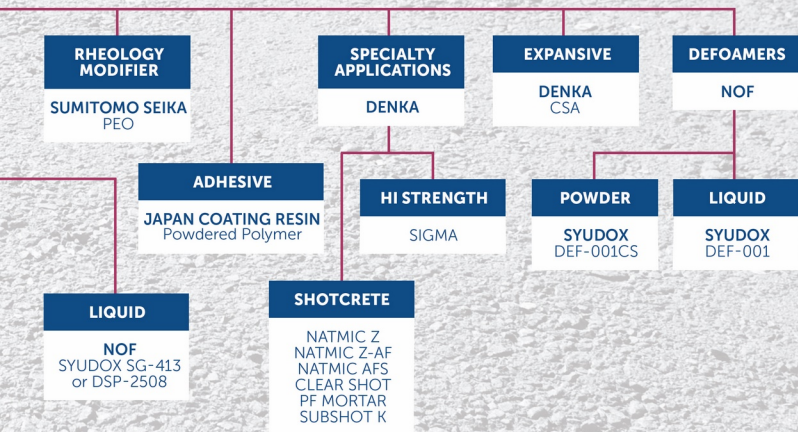 RHEOLOGY
MODIFIER
SUMITOMO SEIKA
PEO
SPECIALTY
APPLICATIONS
DENKA
EXPANSIVE
DENKA
CSA
DEFOAMERS
NOF
ADHESIVE
JAPAN COATING RESIN
Powdered Polymer
HI STRENGTH
SIGMA
POWDER
SYUDOX
DEF-001CS
LIQUID
SYUDOX
DEF-001
LIQUID
NOF
SYUDOX SG-413
or DSP-2508
SHOTCRETE
NATMIC Z
NATMIC Z-AF
NATMIC AFS
CLEAR SHOT
PF MORTAR
SUBSHOT K